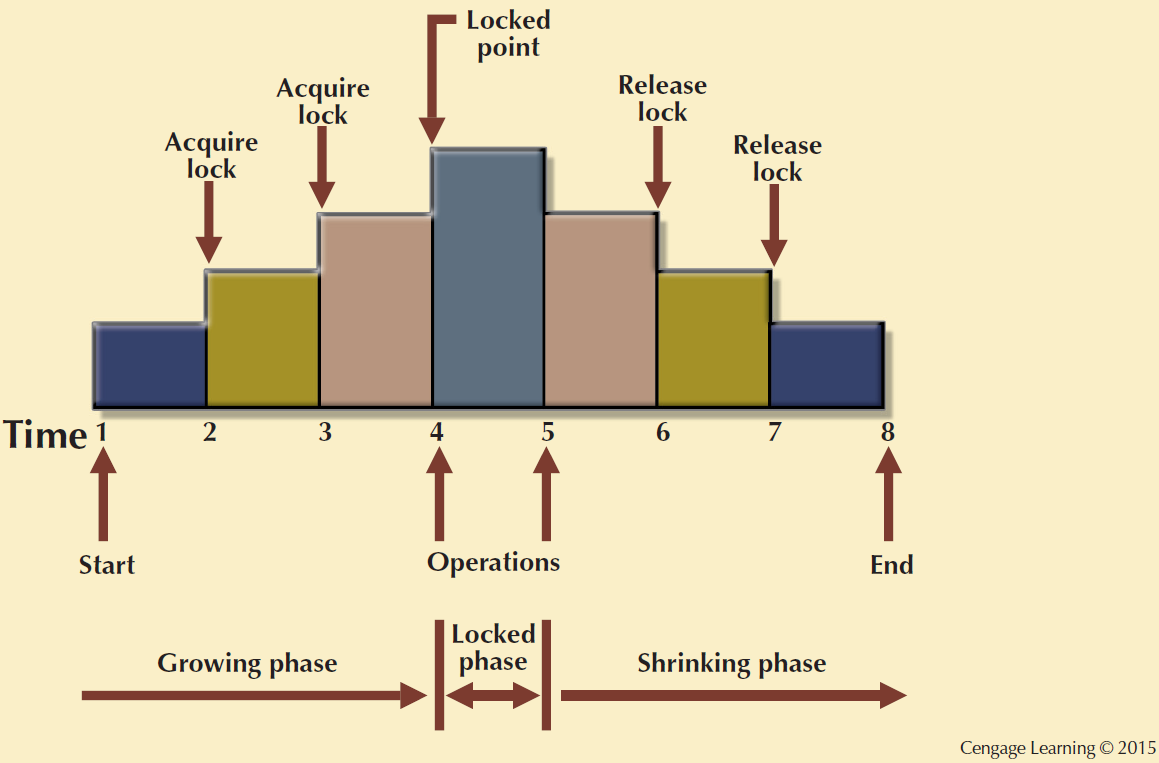 Locked
point
Acquire
lock
Release
lock
Acquire
lock
Release
lock
Time 1 2 3 4 5 6 7 8
Start
Operations
End
Growing phase
Locked
phase
Shrinking phase
Cengage Learning © 2015